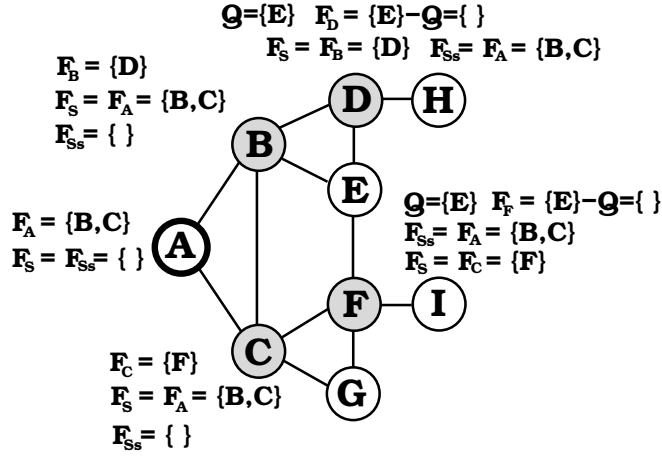 Q={E} F_D = {E}−Q={ }
F_S = F_B = {D} F_Ss= F_A = {B,C}
F_B = {D}
F_S = F_A = {B,C}
F_Ss= { }
D
H
B
E
Q={E} F_F = {E}−Q={ }
F_Ss= F_A = {B,C}
F_S= F_C = {F}
F_A = {B,C}
F_S = F_Ss= { }
A
F
I
C
G
F_C = {F}
F_S = F_A = {B,C}
F_Ss= { }